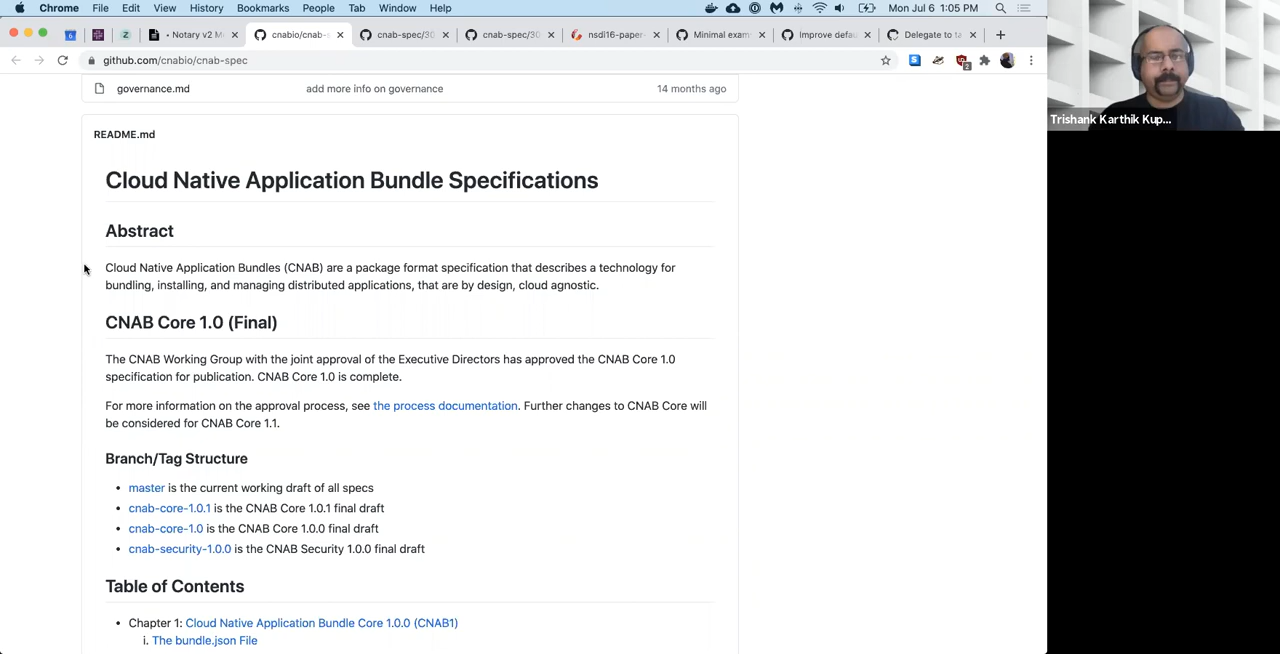 Chrome File Edit View History Bookmarks People Tab Window Help Mon Jul 6 1:05 PM
- Notary v2 M cnabio/cnab-s cnab-spec/30 cnab-spec/30 nsdi16-paper- Minimal exam Improve defau Delegate to ta
github.com/cnabio/cnab-spec
governance.md add more info on governance 14 months ago
README.md
Cloud Native Application Bundle Specifications
Abstract
Cloud Native Application Bundles (CNAB) are a package format specification that describes a technology for
bundling, installing, and managing distributed applications, that are by design, cloud agnostic.
CNAB Core 1.0 (Final)
The CNAB Working Group with the joint approval of the Executive Directors has approved the CNAB Core 1.0
specification for publication. CNAB Core 1.0 is complete.
For more information on the approval process, see the process documentation. Further changes to CNAB Core will
be considered for CNAB Core 1.1.
Branch/Tag Structure
• master is the current working draft of all specs
• cnab-core-1.0.1 is the CNAB Core 1.0.1 final draft
• cnab-core-1.0 is the CNAB Core 1.0.0 final draft
• cnab-security-1.0.0 is the CNAB Security 1.0.0 final draft
Table of Contents
• Chapter 1: Cloud Native Application Bundle Core 1.0.0 (CNAB1)
i. The bundle.json File
Trishank Karthik Kup...